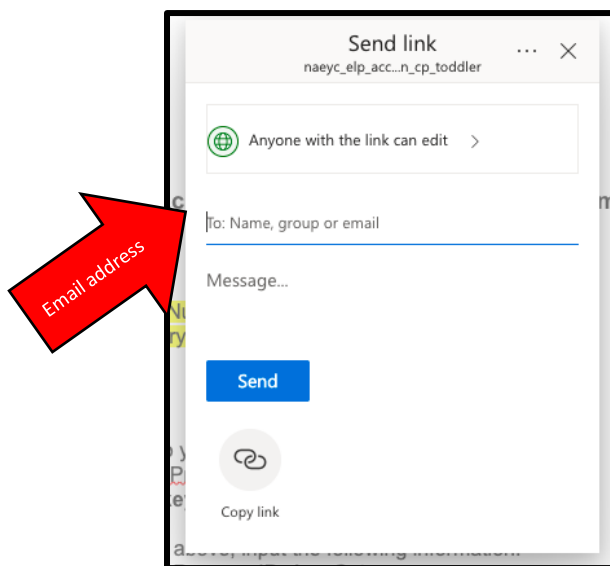 Send link
naeyc_elp_acc...n_cp_toddler
Anyone with the link can edit
Email address
To: Name, group or email
Message...
Send
Copy link
above, input the following information: